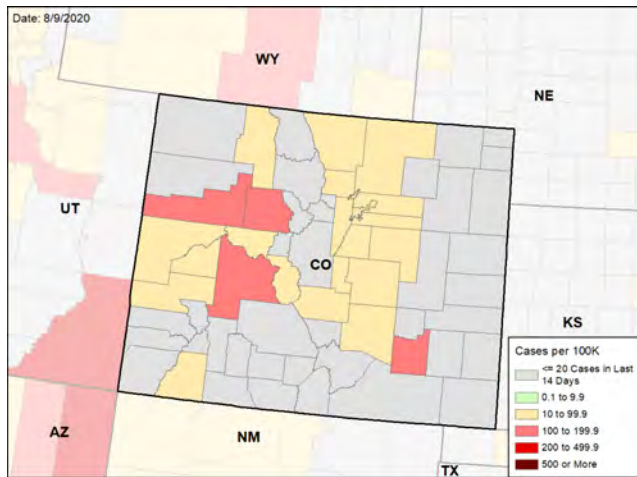 Date: 8/9/2020
WY
NE
UT
CO
KS
Cases per 100K
<= 20 Cases in Last
14 Days
0.1 to 9.9
10 to 99.9
100 to 199.9
200 to 499.9
500 or More
AZ
NM
TX